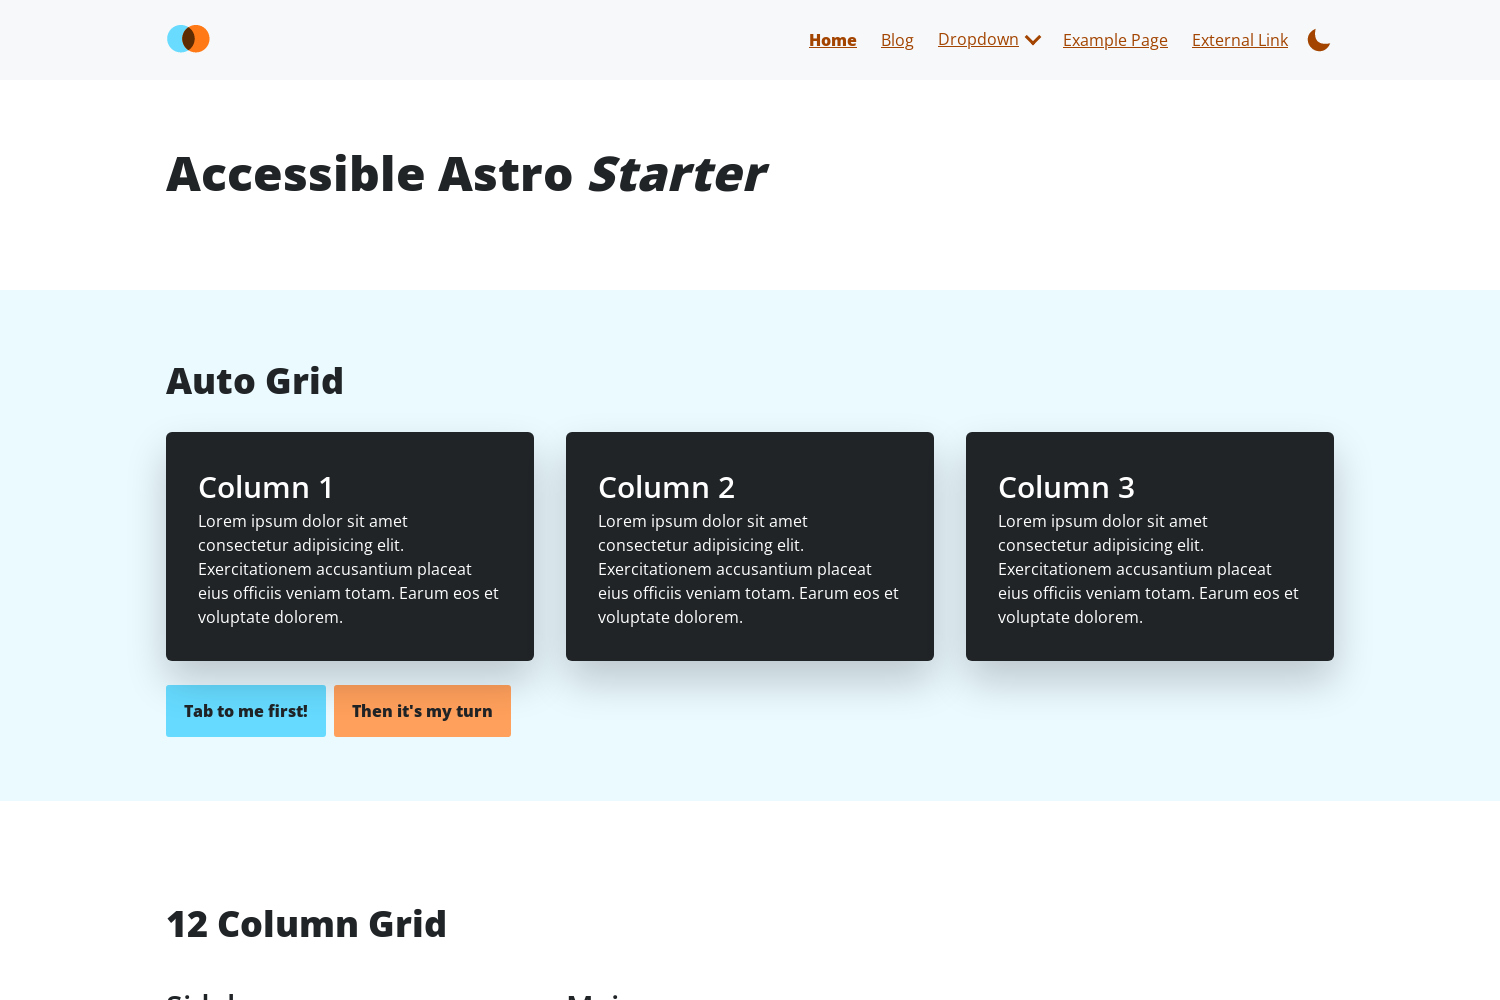 Home Blog Dropdown Example Page External Link
Accessible Astro Starter
Auto Grid
Column 1
Lorem ipsum dolor sit amet
consectetur adipisicing elit.
Exercitationem accusantium placeat
eius officiis veniam totam. Earum eos et
voluptate dolorem.
Column 2
Lorem ipsum dolor sit amet
consectetur adipisicing elit.
Exercitationem accusantium placeat
eius officiis veniam totam. Earum eos et
voluptate dolorem.
Column 3
Lorem ipsum dolor sit amet
consectetur adipisicing elit.
Exercitationem accusantium placeat
eius officiis veniam totam. Earum eos et
voluptate dolorem.
Tab to me first! Then it's my turn
12 Column Grid